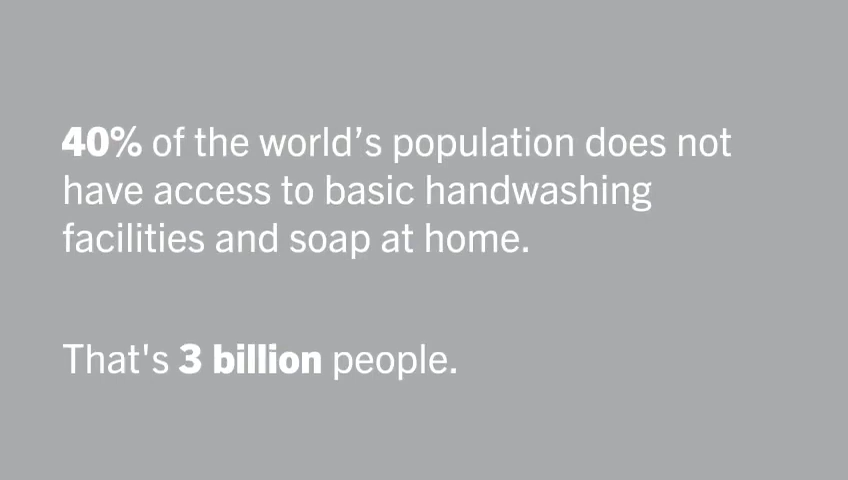 40% of the world’s population does not
have access to basic handwashing
facilities and soap at home.
That's 3 billion people.